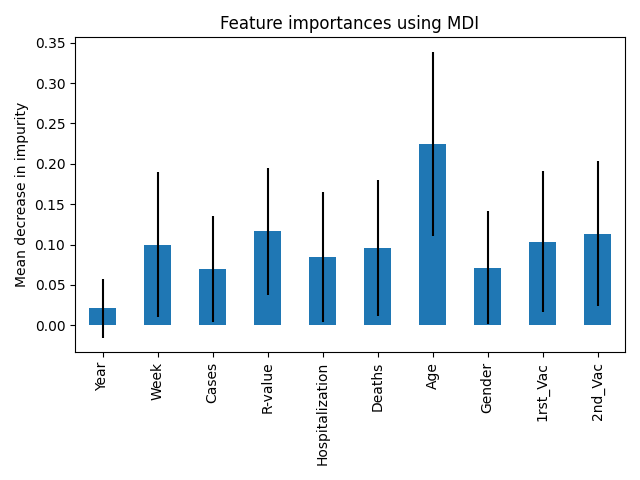 Feature importances using MDI
Mean decrease in impurity
0.35
0.30
0.25
0.20
0.15
0.10
0.05
0.00
Year
Week
Cases
R-value
Hospitalization
Deaths
Age
Gender
1rst_Vac
2nd_Vac